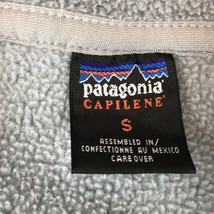 patagonia®
CAPILENE®
S
ASSEMBLED IN/
CONFECTIONNE AU MEXICO
CARE OVER